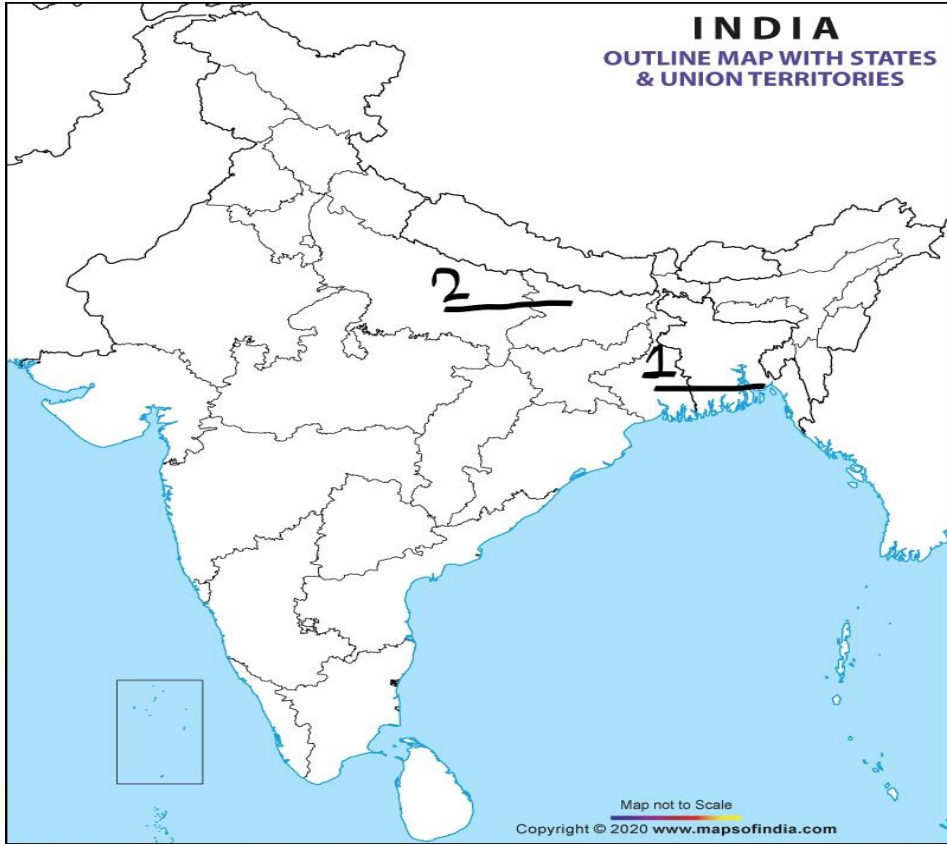 INDIA
OUTLINE MAP WITH STATES
& UNION TERRITORIES
2
1
Map not to Scale
Copyright © 2020 www.mapsofindia.com